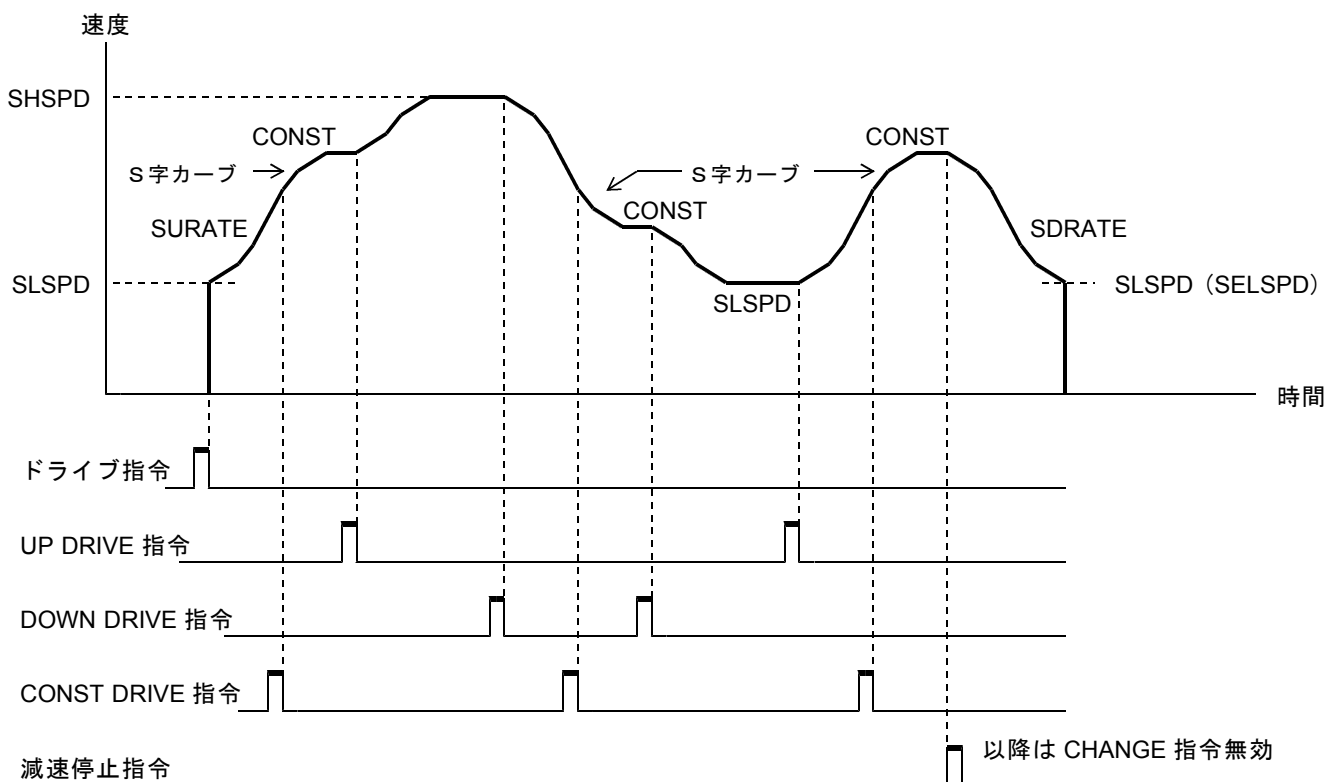 速度
SHSPD
CONST
CONST
S字カーブ
S字カーブ
CONST
SURATE
SDRATE
SLSPD
SLSPD
SLSPD（SELSPD）
時間
ドライブ指令
UP DRIVE 指令
DOWN DRIVE 指令
CONST DRIVE 指令
減速停止指令
以降は CHANGE 指令無効